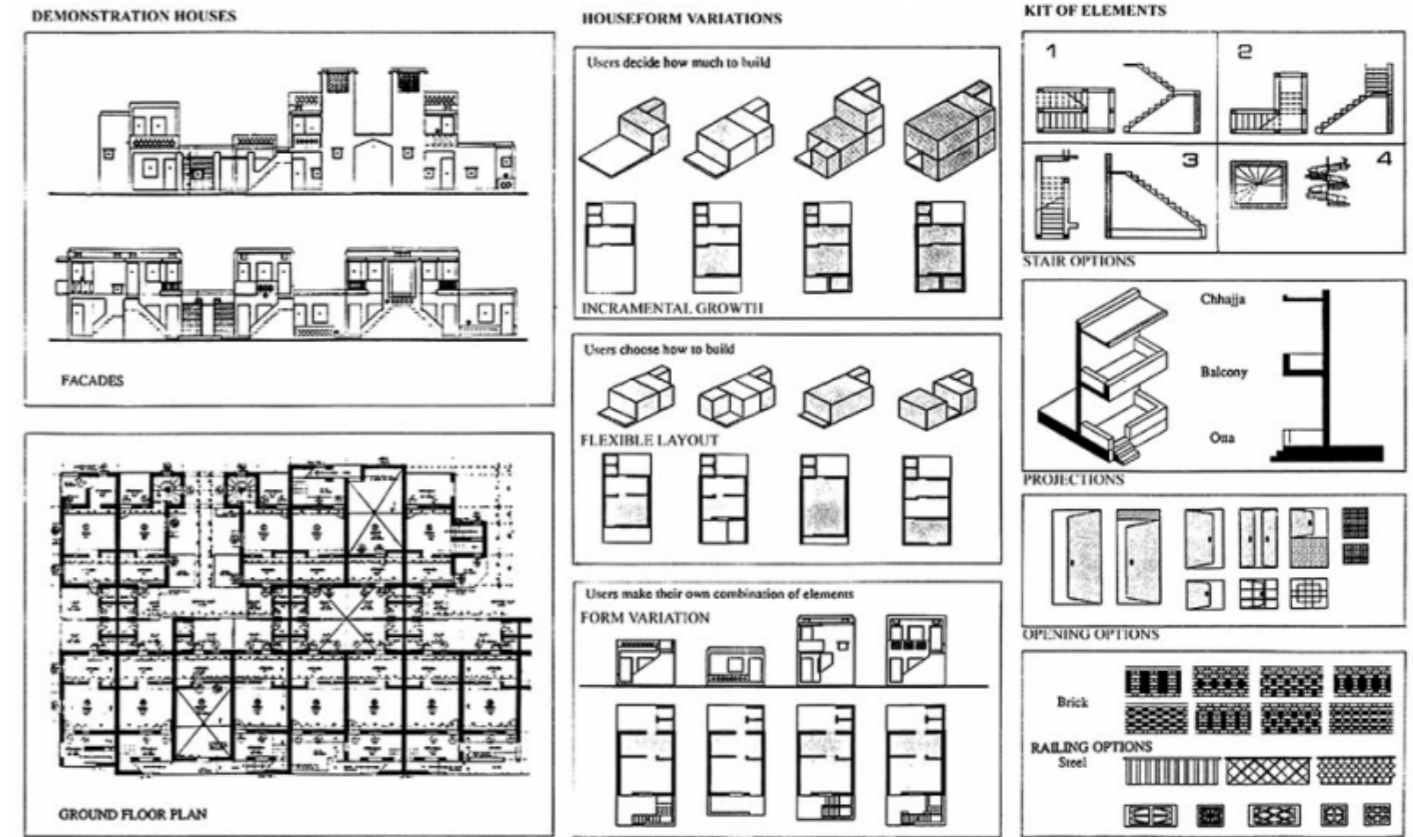 DEMONSTRATION HOUSES
FACADES
GROUND FLOOR PLAN
HOUSEFORM VARIATIONS
Users decide how much to build
INCRAMENTAL GROWTH
Users choose how to build
FLEXIBLE LAYOUT
Users make their own combination of elements
FORM VARIATION
KIT OF ELEMENTS
1
2
3
4
STAIR OPTIONS
Chhajja
Balcony
Otta
PROJECTIONS
OPENING OPTIONS
Brick
RAILING OPTIONS
Steel